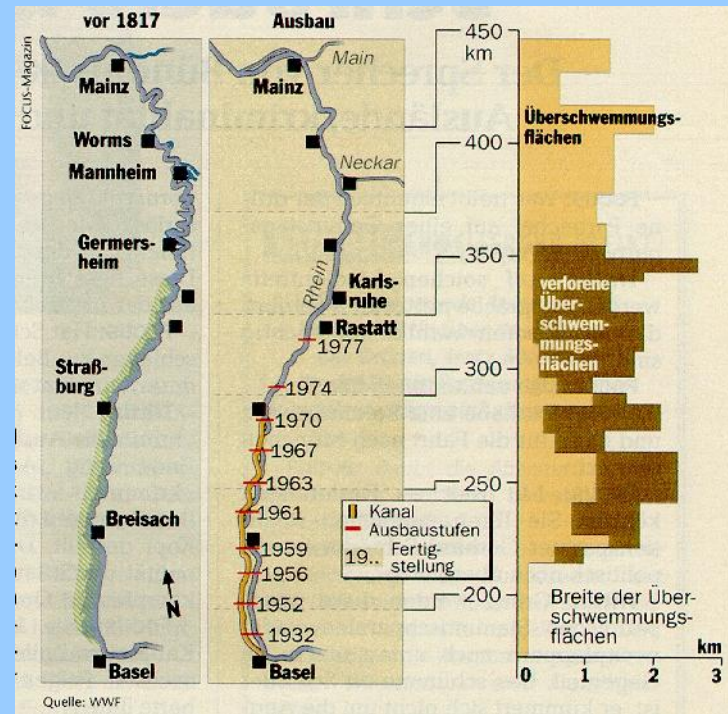 FOCUS-Magazin
vor 1817
Mainz
Worms
Mannheim
Germers-
heim
Straß-
burg
Breisach
N
Basel
Quelle: WWF
Ausbau
Main
Mainz
Neckar
Rhein
Karls-
ruhe
Rastatt
1977
1974
1970
1967
1963
1961
1959
1956
1952
1932
Basel
Kanal
Ausbaustufen
19.. Fertig-
stellung
450
km
400
350
300
250
200
Überschwemmungs-
flächen
verlorene
Über-
schwem-
mungs-
flächen
Breite der Über-
schwemmungs-
flächen
km
0 1 2 3